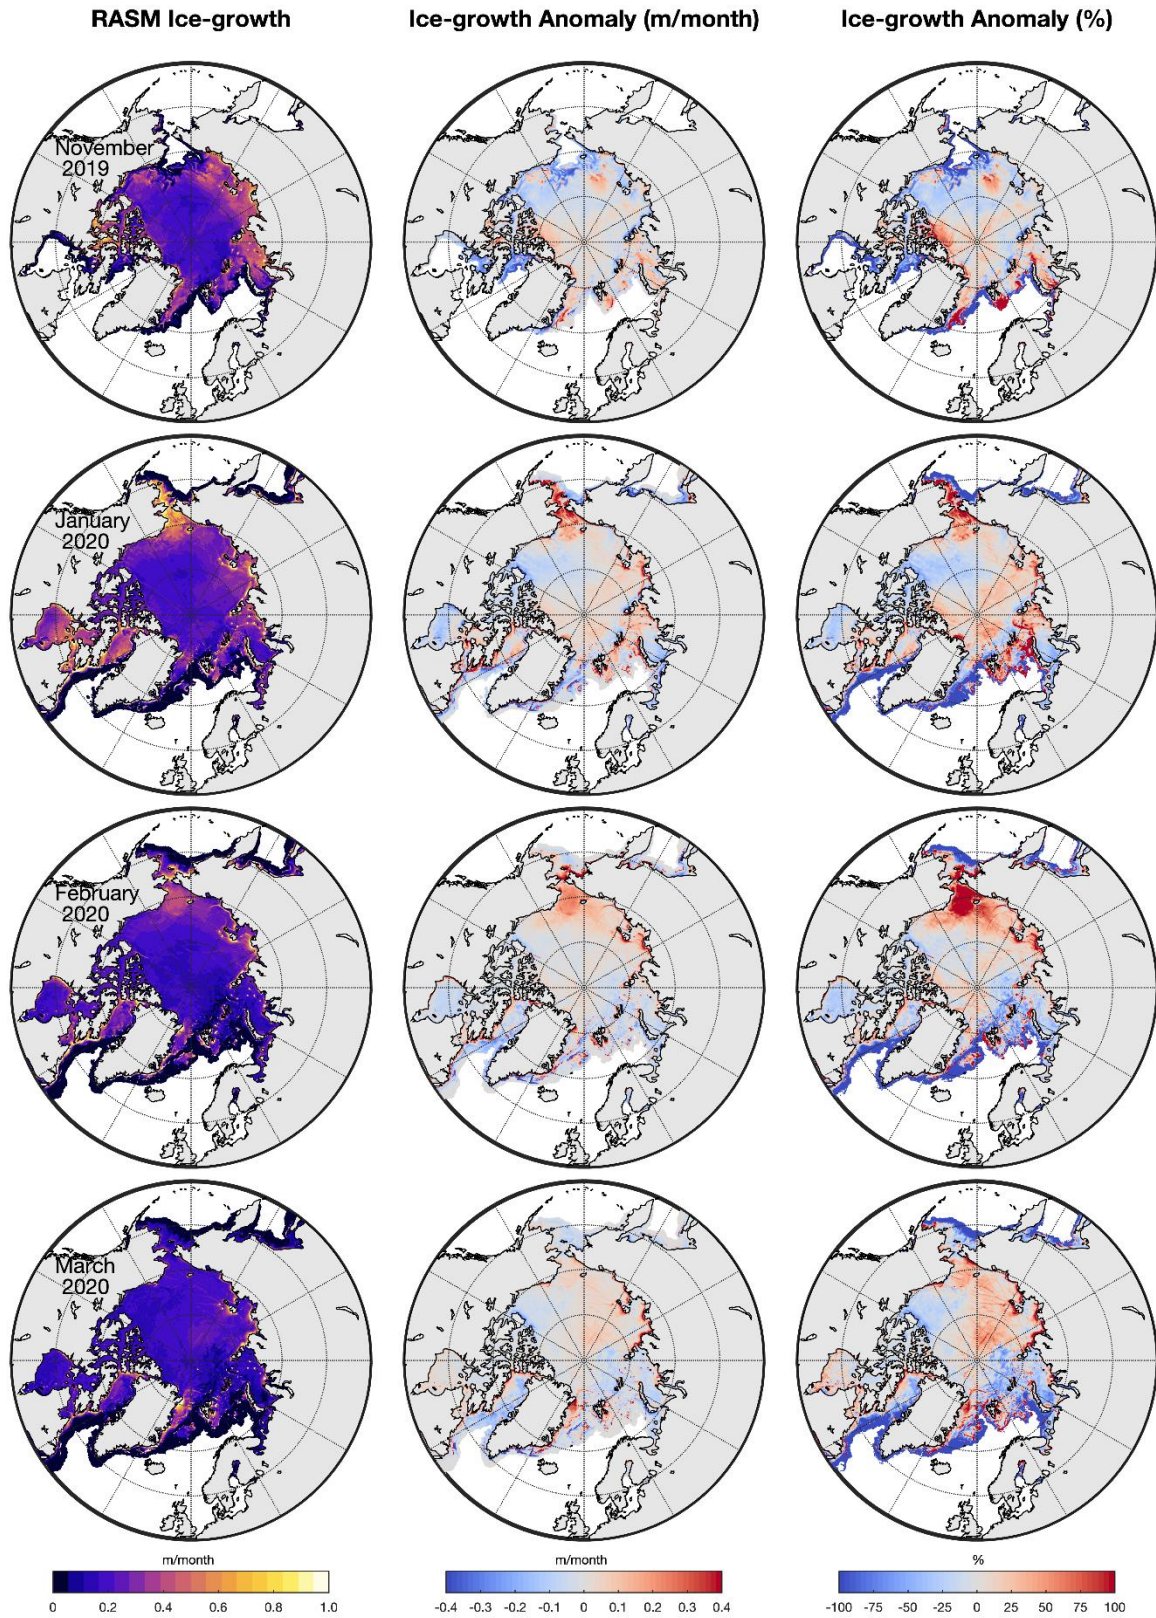 RASM Ice-growth Ice-growth Anomaly (m/month) Ice-growth Anomaly (%)
November
2019
January
2020
February
2020
March
2020
m/month m/month %
0 0.2 0.4 0.6 0.8 1.0 -0.4 -0.3 -0.2 -0.1 0 0.1 0.2 0.3 0.4 -100 -75 -50 -25 0 25 50 75 100